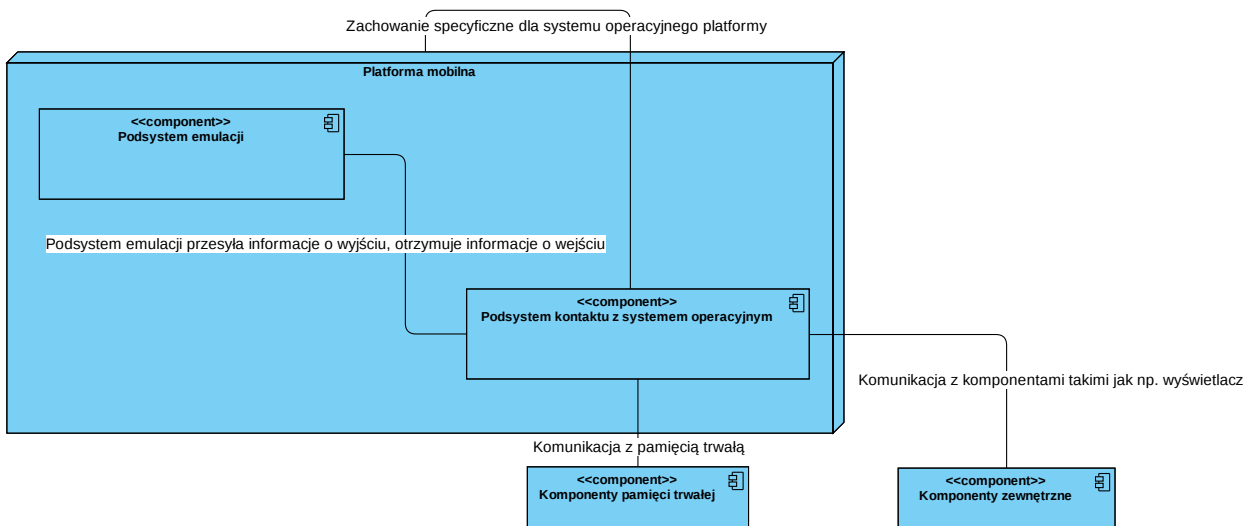 Zachowanie specyficzne dla systemu operacyjnego platformy
Platforma mobilna
<<component>>
Podsystem emulacji
Podsystem emulacji przesyła informacje o wyjściu, otrzymuje informacje o wejściu
<<component>>
Podsystem kontaktu z systemem operacyjnym
Komunikacja z komponentami takimi jak np. wyświetlacz
Komunikacja z pamięcią trwałą
<<component>>
Komponenty pamięci trwałej
<<component>>
Komponenty zewnętrzne